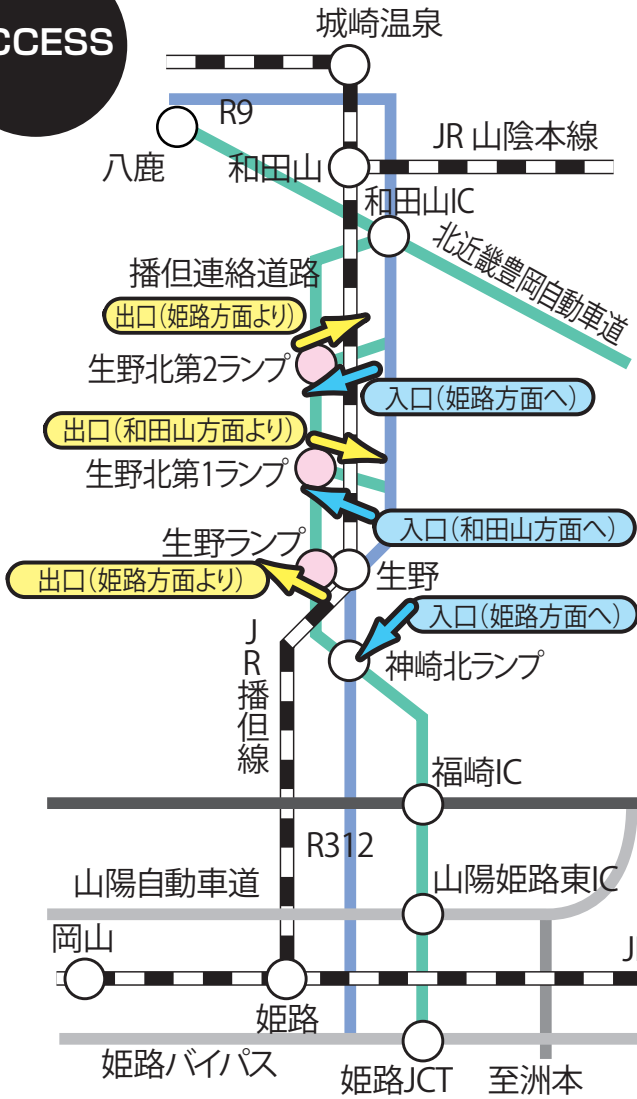 CCESS
城崎温泉
R9
JR 山陰本線
八鹿
和田山
和田山IC
北近畿豊岡自動車道
播但連絡道路
出口(姫路方面より)
生野北第2ランプ
入口(姫路方面へ)
出口(和田山方面より)
生野北第1ランプ
入口(和田山方面へ)
生野ランプ
出口(姫路方面より)
生野
入口(姫路方面へ)
JR播但線
神崎北ランプ
福崎IC
R312
山陽自動車道
山陽姫路東IC
岡山
J
姫路
姫路バイパス
姫路JCT
至洲本